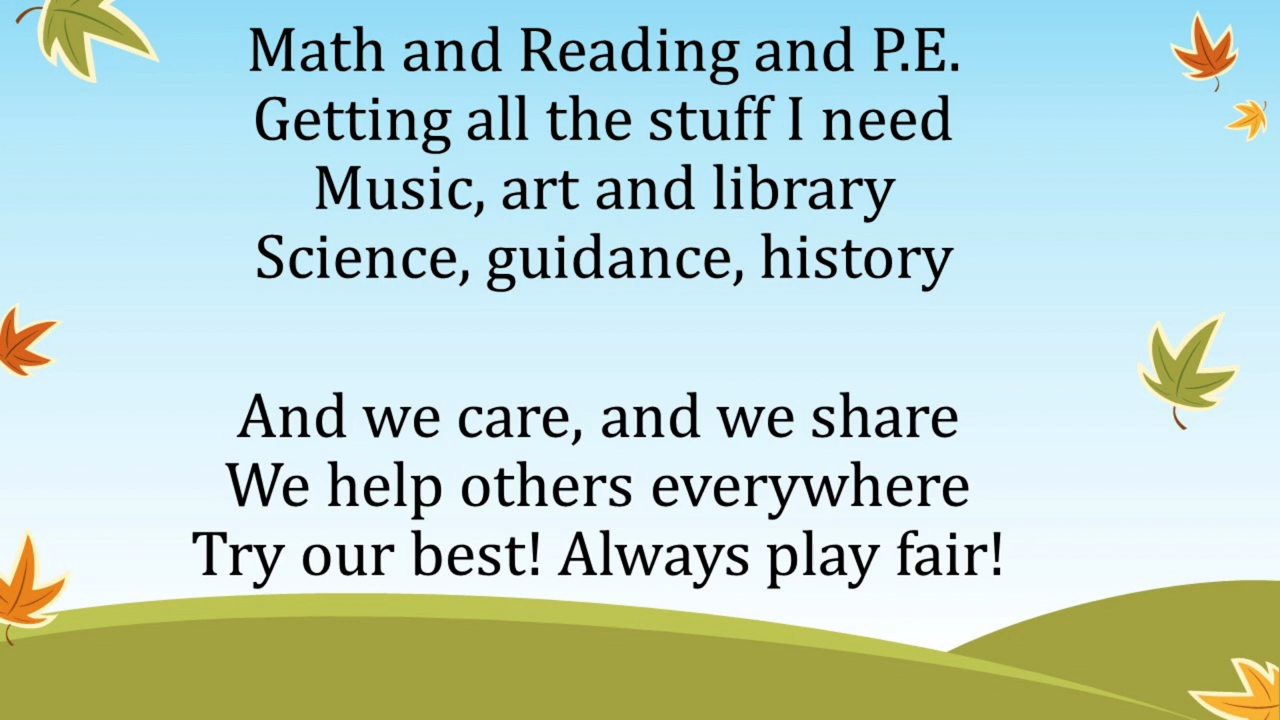 Math and Reading and P.E.
Getting all the stuff I need
Music, art and library
Science, guidance, history
And we care, and we share
We help others everywhere
Try our best! Always play fair!